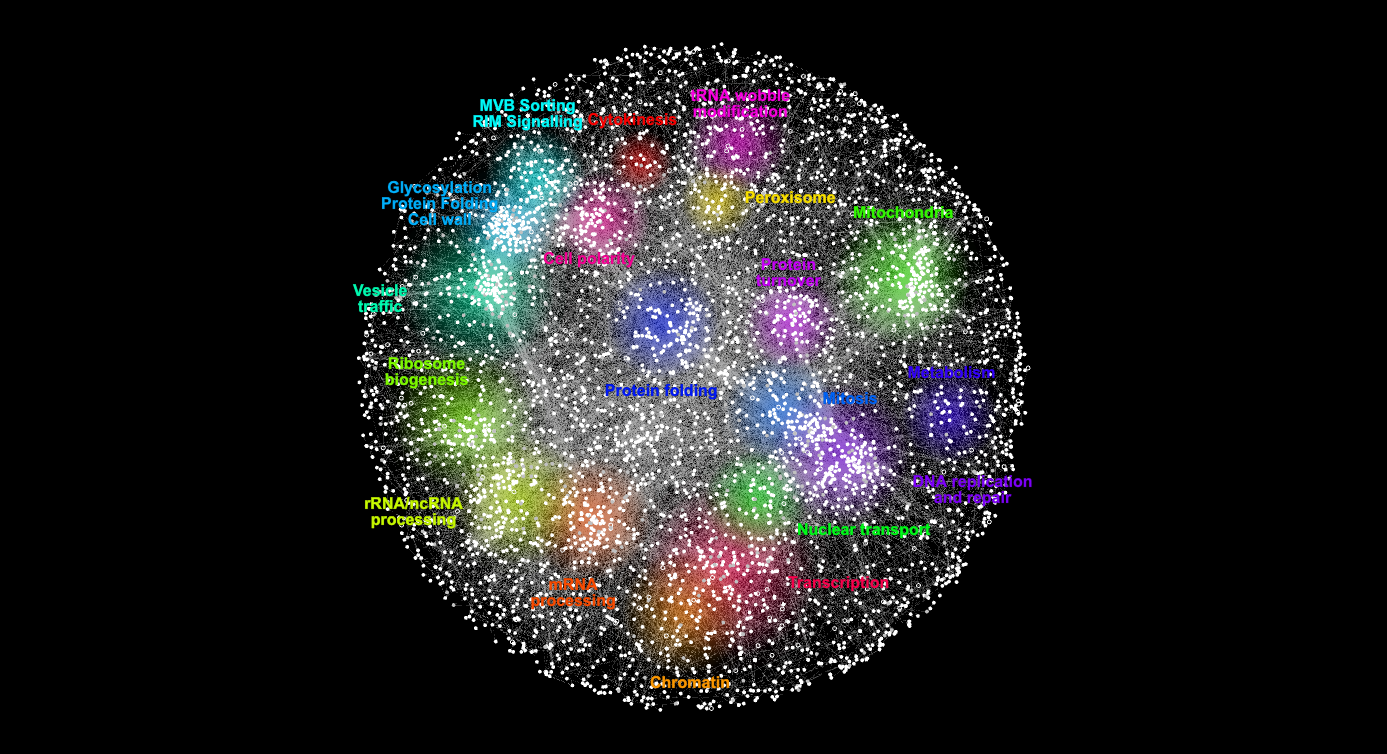 tRNA wobble
modification
MVB Sorting
RIM Signalling
Cytokinesis
Glycosylation
Protein Folding
Cell wall
Peroxisome
Mitochondria
Cell polarity
Protein
turnover
Vesicle
traffic
Ribosome
biogenesis
Protein folding
Metabolism
Mitosis
DNA replication
and repair
rRNA/ncRNA
processing
Nuclear transport
mRNA
processing
Transcription
Chromatin